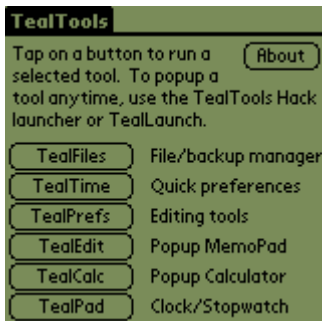 TealTools
Tap on a button to run a
About
selected tool. To popup a
tool anytime, use the TealTools Hack
launcher or TealLaunch.
TealFiles File/backup manager
TealTime Quick preferences
TealPrefs Editing tools
TealEdit Popup MemoPad
TealCalc Popup Calculator
TealPad Clock/Stopwatch